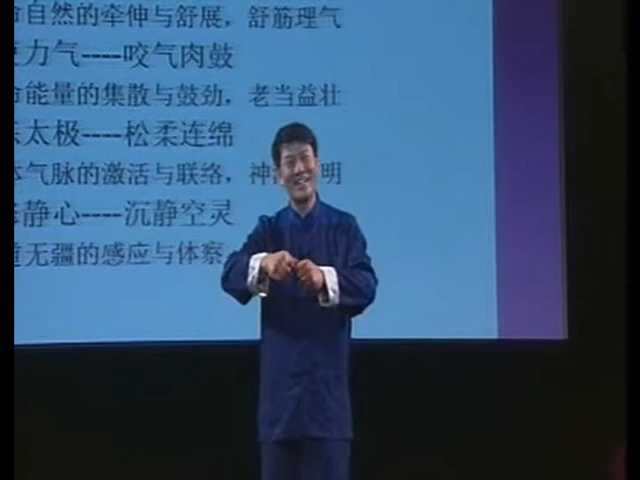 自然的牵伸与舒展，舒筋理气
力气-----咬气肉鼓
能量的集散与鼓劲，老当益壮
太极-----松柔连绵
气脉的激活与联络，神 明
静心-----沉静空灵
道无疆的感应与体察